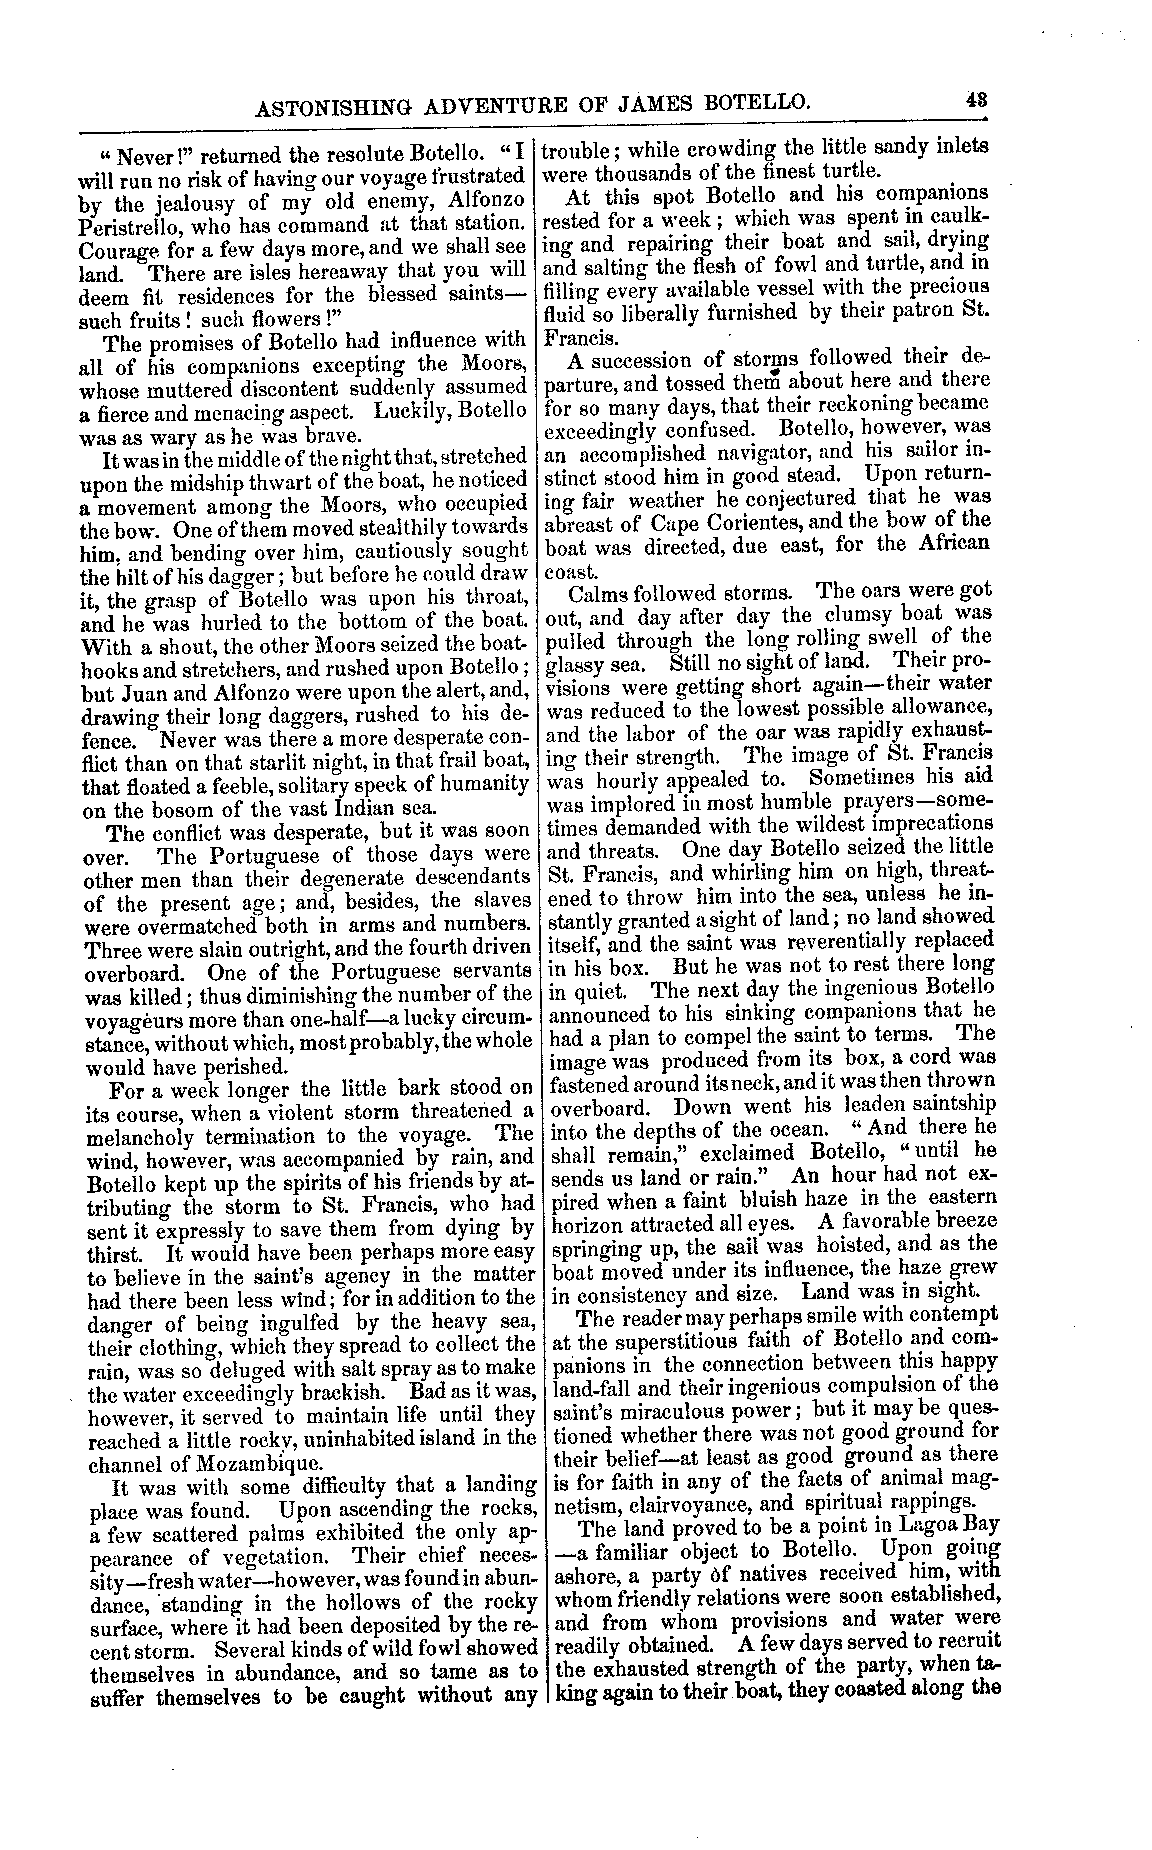 ASTONISHING ADVENTURE OF JAMES BOTELLO. 43
“ Never!” returned the resolute Botello. “I
will run no risk of having our voyage frustrated
by the jealousy of my old enemy, Alfonzo
Peristrello, who has command at that station.
Courage for a few days more, and we shall see
land. There are isles hereaway that you will
deem fit residences for the blessed saints—
such fruits! such flowers!”
The promises of Botello had influence with
all of his companions excepting the Moors,
whose muttered discontent suddenly assumed
a fierce and menacing aspect. Luckily, Botello
was as wary as he was brave.
It was in the middle of the night that, stretched
upon the midship thwart of the boat, he noticed
a movement among the Moors, who occupied
the bow. One of them moved stealthily towards
him, and bending over him, cautiously sought
the hilt of his dagger; but before he could draw
it, the grasp of Botello was upon his throat,
and he was hurled to the bottom of the boat.
With a shout, the other Moors seized the boat-
hooks and stretchers, and rushed upon Botello;
but Juan and Alfonzo were upon the alert, and,
drawing their long daggers, rushed to his de-
fence. Never was there a more desperate con-
flict than on that starlit night, in that frail boat,
that floated a feeble, solitary speck of humanity
on the bosom of the vast Indian sea.
The conflict was desperate, but it was soon
over. The Portuguese of those days were
other men than their degenerate descendants
of the present age; and, besides, the slaves
were overmatched both in arms and numbers.
Three were slain outright, and the fourth driven
overboard. One of the Portuguese servants
was killed; thus diminishing the number of the
voyagèurs more than one-half—a lucky circum-
stance, without which, most probably, the whole
would have perished.
For a week longer the little bark stood on
its course, when a violent storm threatened a
melancholy termination to the voyage. The
wind, however, was accompanied by rain, and
Botello kept up the spirits of his friends by at-
tributing the storm to St. Francis, who had
sent it expressly to save them from dying by
thirst. It would have been perhaps more easy
to believe in the saint's agency in the matter
had there been less wind; for in addition to the
danger of being ingulfed by the heavy sea,
their clothing, which they spread to collect the
rain, was so deluged with salt spray as to make
the water exceedingly brackish. Bad as it was,
however, it served to maintain life until they
reached a little rocky, uninhabited island in the
channel of Mozambique.
It was with some difficulty that a landing
place was found. Upon ascending the rocks,
a few scattered palms exhibited the only ap-
pearance of vegetation. Their chief neces-
sity—fresh water—however, was found in abun-
dance, standing in the hollows of the rocky
surface, where it had been deposited by the re-
cent storm. Several kinds of wild fowl showed
themselves in abundance, and so tame as to
suffer themselves to be caught without any
trouble; while crowding the little sandy inlets
were thousands of the finest turtle.
At this spot Botello and his companions
rested for a week; which was spent in caulk-
ing and repairing their boat and sail, drying
and salting the flesh of fowl and turtle, and in
filling every available vessel with the precious
fluid so liberally furnished by their patron St.
Francis.
A succession of storms followed their de-
parture, and tossed them about here and there
for so many days, that their reckoning became
exceedingly confused. Botello, however, was
an accomplished navigator, and his sailor in-
stinct stood him in good stead. Upon return-
ing fair weather he conjectured that he was
abreast of Cape Corientes, and the bow of the
boat was directed, due east, for the African
coast.
Calms followed storms. The oars were got
out, and day after day the clumsy boat was
pulled through the long rolling swell of the
glassy sea. Still no sight of land. Their pro-
visions were getting short again—their water
was reduced to the lowest possible allowance,
and the labor of the oar was rapidly exhaust-
ing their strength. The image of St. Francis
was hourly appealed to. Sometimes his aid
was implored in most humble prayers—some-
times demanded with the wildest imprecations
and threats. One day Botello seized the little
St. Francis, and whirling him on high, threat-
ened to throw him into the sea, unless he in-
stantly granted a sight of land; no land showed
itself, and the saint was reverentially replaced
in his box. But he was not to rest there long
in quiet. The next day the ingenious Botello
announced to his sinking companions that he
had a plan to compel the saint to terms. The
image was produced from its box, a cord was
fastened around its neck, and it was then thrown
overboard. Down went his leaden saintship
into the depths of the ocean. “And there he
shall remain,” exclaimed Botello, “until he
sends us land or rain.” An hour had not ex-
pired when a faint bluish haze in the eastern
horizon attracted all eyes. A favorable breeze
springing up, the sail was hoisted, and as the
boat moved under its influence, the haze grew
in consistency and size. Land was in sight.
The reader may perhaps smile with contempt
at the superstitious faith of Botello and com-
panions in the connection between this happy
land-fall and their ingenious compulsion of the
saint's miraculous power; but it may be ques-
tioned whether there was not good ground for
their belief—at least as good ground as there
is for faith in any of the facts of animal mag-
netism, clairvoyance, and spiritual rappings.
The land proved to be a point in Lagoa Bay
—a familiar object to Botello. Upon going
ashore, a party of natives received him, with
whom friendly relations were soon established,
and from whom provisions and water were
readily obtained. A few days served to recruit
the exhausted strength of the party, when ta-
king again to their boat, they coasted along the